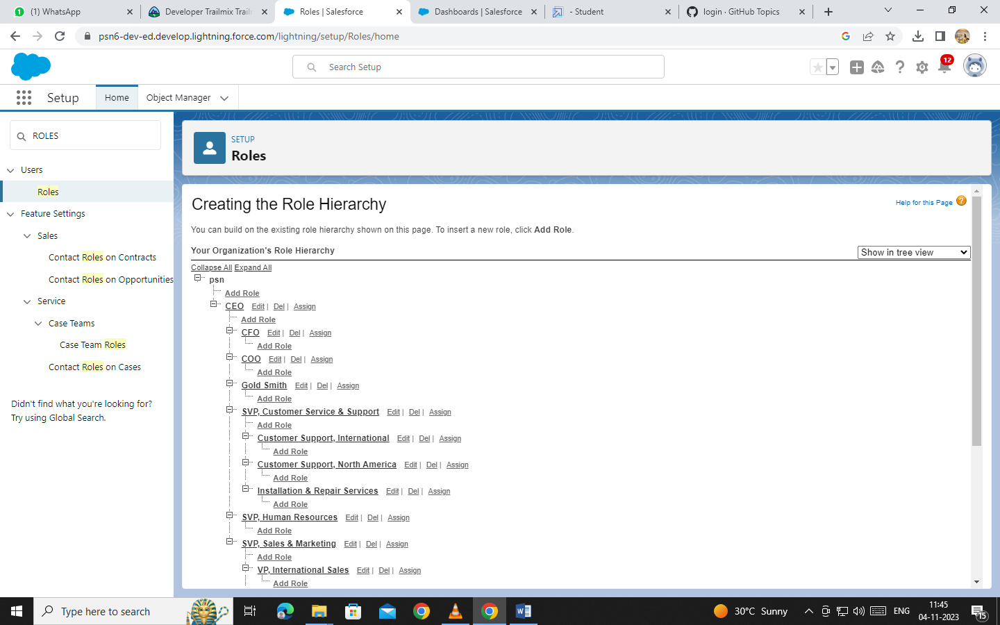 (1) WhatsApp
Developer Trailmix Trail
Roles | Salesforce
Dashboards | Salesforce
- Student
login · GitHub Topics
psn6-dev-ed.develop.lightning.force.com/lightning/setup/Roles/home
Search Setup
12
Setup
Home
Object Manager
ROLES
Users
Roles
Feature Settings
Sales
Contact Roles on Contracts
Contact Roles on Opportunities
Service
Case Teams
Case Team Roles
Contact Roles on Cases
Didn't find what you're looking for?
Try using Global Search.
SETUP
Roles
Creating the Role Hierarchy
Help for this Page ?
You can build on the existing role hierarchy shown on this page. To insert a new role, click Add Role.
Your Organization's Role Hierarchy
Show in tree view
Collapse All Expand All
psn
Add Role
CEO Edit | Del | Assign
Add Role
CFO Edit | Del | Assign
Add Role
COO Edit | Del | Assign
Add Role
Gold Smith Edit | Del | Assign
Add Role
SVP, Customer Service & Support Edit | Del | Assign
Add Role
Customer Support, International Edit | Del | Assign
Add Role
Customer Support, North America Edit | Del | Assign
Add Role
Installation & Repair Services Edit | Del | Assign
Add Role
SVP, Human Resources Edit | Del | Assign
Add Role
SVP, Sales & Marketing Edit | Del | Assign
Add Role
VP, International Sales Edit | Del | Assign
Add Role
Type here to search
30°C Sunny
ENG
11:45
04-11-2023
15